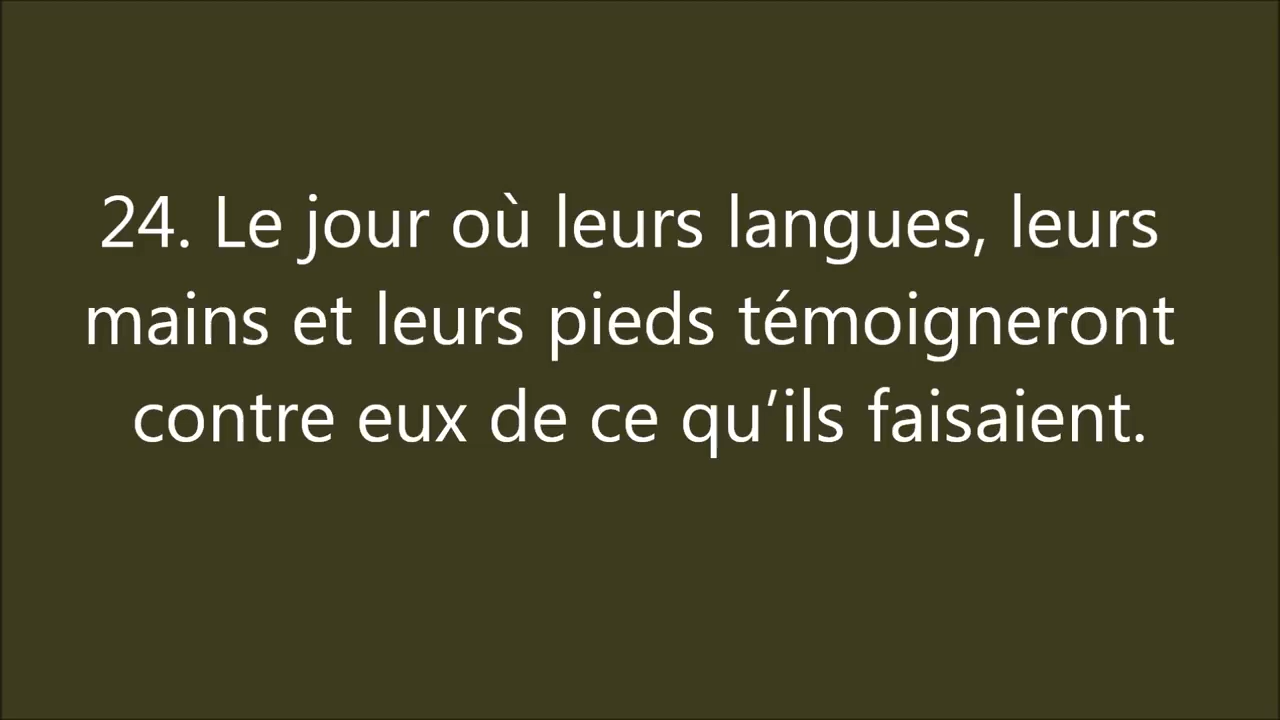 24. Le jour où leurs langues, leurs
mains et leurs pieds témoigneront
contre eux de ce qu’ils faisaient.